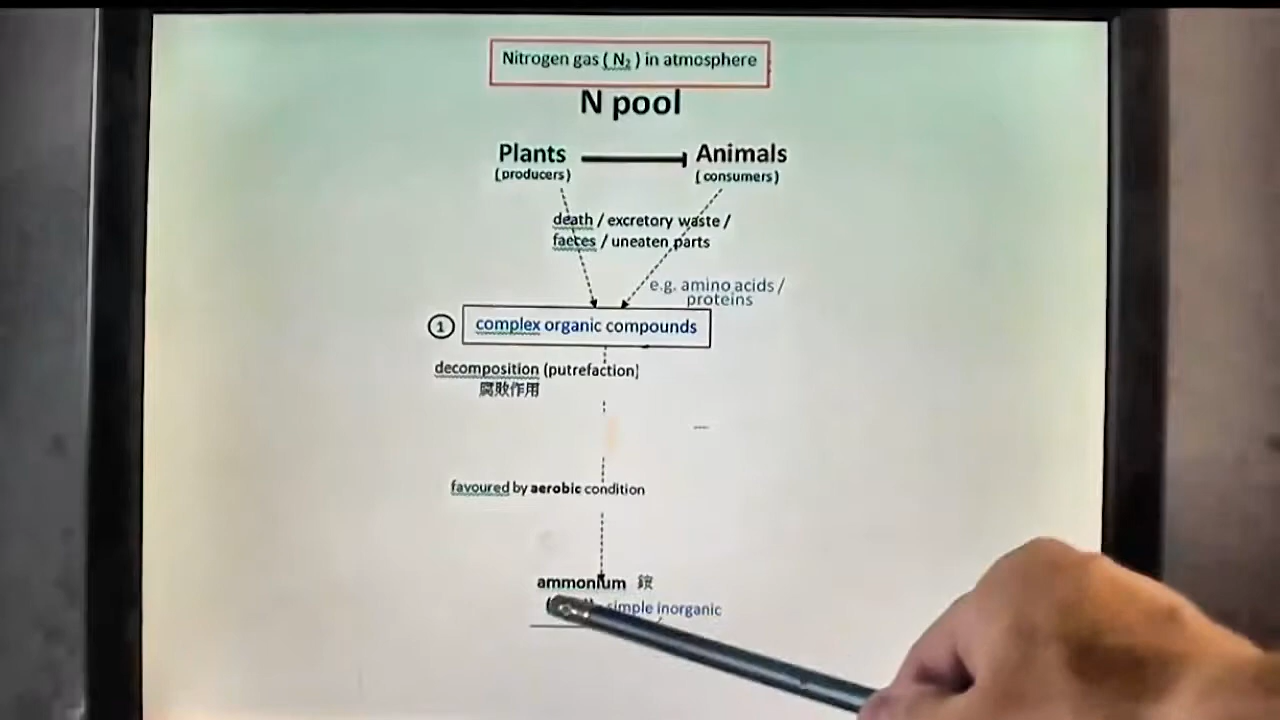 Nitrogen gas ( N₂ ) in atmosphere
N pool
Plants
(producers)
Animals
( consumers)
death / excretory waste /
faeces / uneaten parts
e.g. amino acids /
proteins
1
complex organic compounds
decomposition (putrefaction)
腐敗作用
favoured by aerobic condition
ammonium 銨
simple inorganic